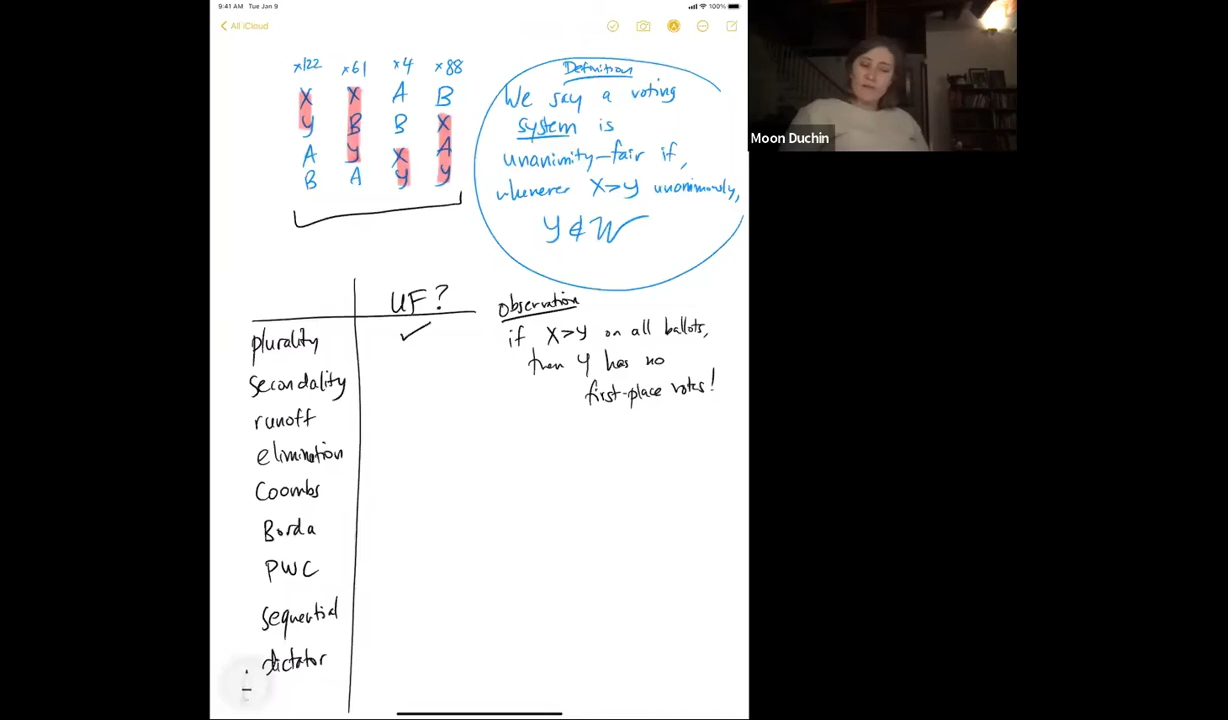 9:41 AM Tue Jan 9
100%
All iCloud
x122 x61 x4 x88
X X A B
Y B B X
A Y X A
B A Y Y
Definition
We say a voting
system is
unanimity-fair if,
whenever X>Y unanimously,
Y ∉ W
UF?
plurality ✓
secondality
runoff
elimination
Coombs
Borda
PWC
sequential
dictator
Observation
if X>Y on all ballots,
then Y has no
first-place votes!
Moon Duchin